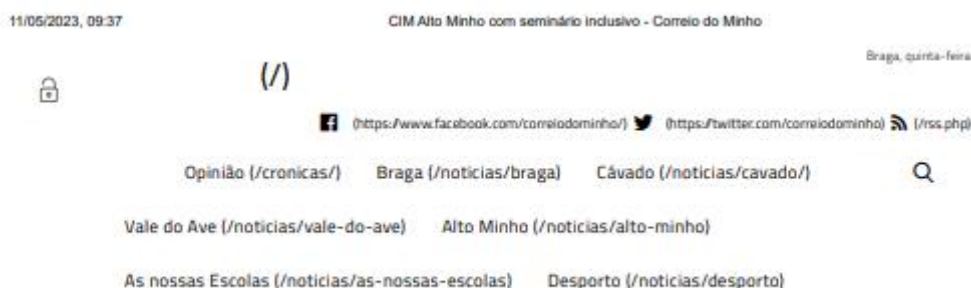 11/05/2023, 09:37 CIM Alto Minho com seminário inclusivo - Correio do Minho
Braga, quinta-feira
(/)
(https://www.facebook.com/correiodominho/) (https://twitter.com/correiodominho) (/rss.php)
Opinião (/cronicas/) Braga (/noticias/braga) Cávado (/noticias/cavado/)
Vale do Ave (/noticias/vale-do-ave) Alto Minho (/noticias/alto-minho)
As nossas Escolas (/noticias/as-nossas-escolas) Desporto (/noticias/desporto)